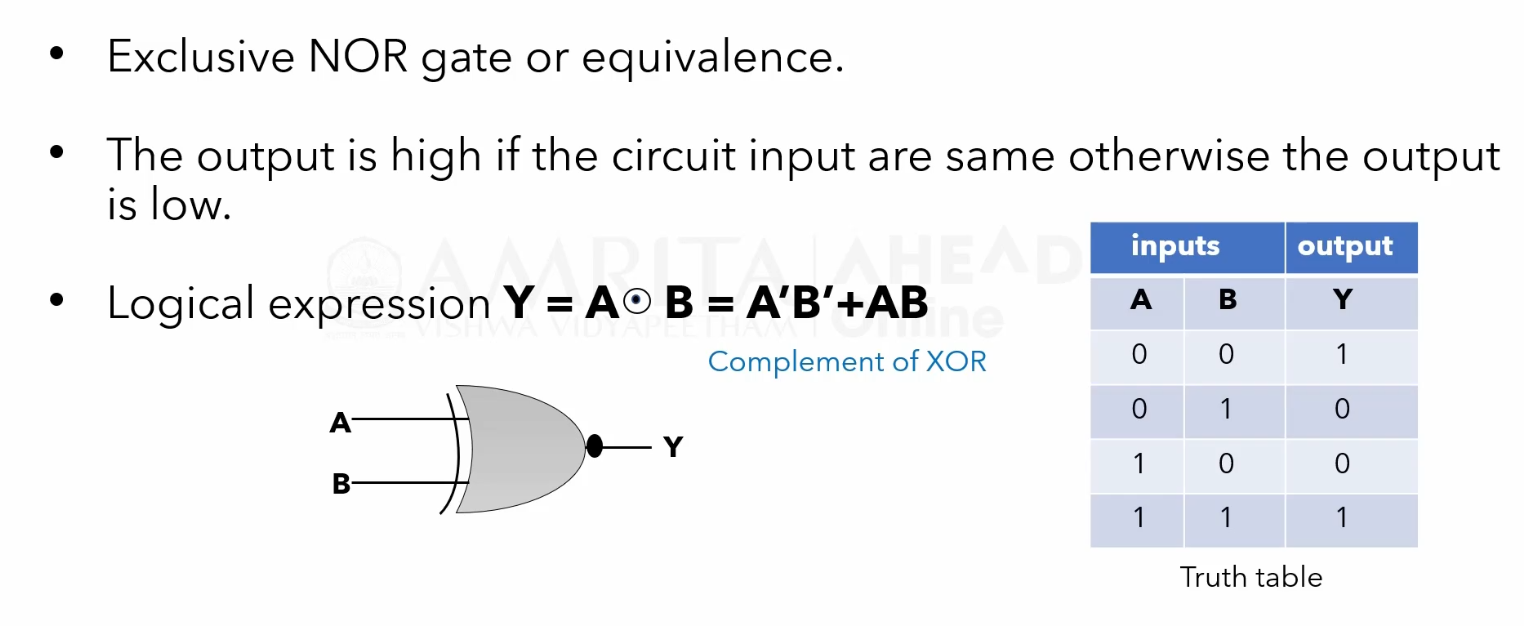 • Exclusive NOR gate or equivalence.
• The output is high if the circuit input are same otherwise the output
is low.
• Logical expression Y = A⊙ B = A′B′+AB
Complement of XOR
A
B
Y
inputs output
A B Y
0 0 1
0 1 0
1 0 0
1 1 1
Truth table
AMRITA | AHEAD
VISHWA VIDYAPEETHAM | Online